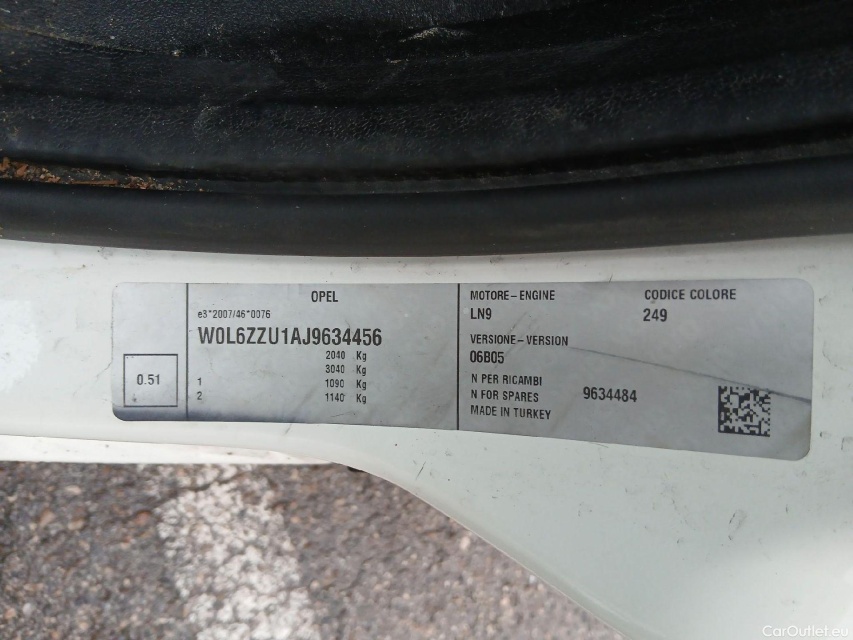 OPEL
e3*2007/46*0076
W0L6ZZU1AJ9634456
2040 Kg
3040 Kg
1 1090 Kg
2 1140 Kg
0.51
MOTORE-ENGINE
LN9
CODICE COLORE
249
VERSIONE-VERSION
06B05
N PER RICAMBI
N FOR SPARES 9634484
MADE IN TURKEY
CarOutlet.eu